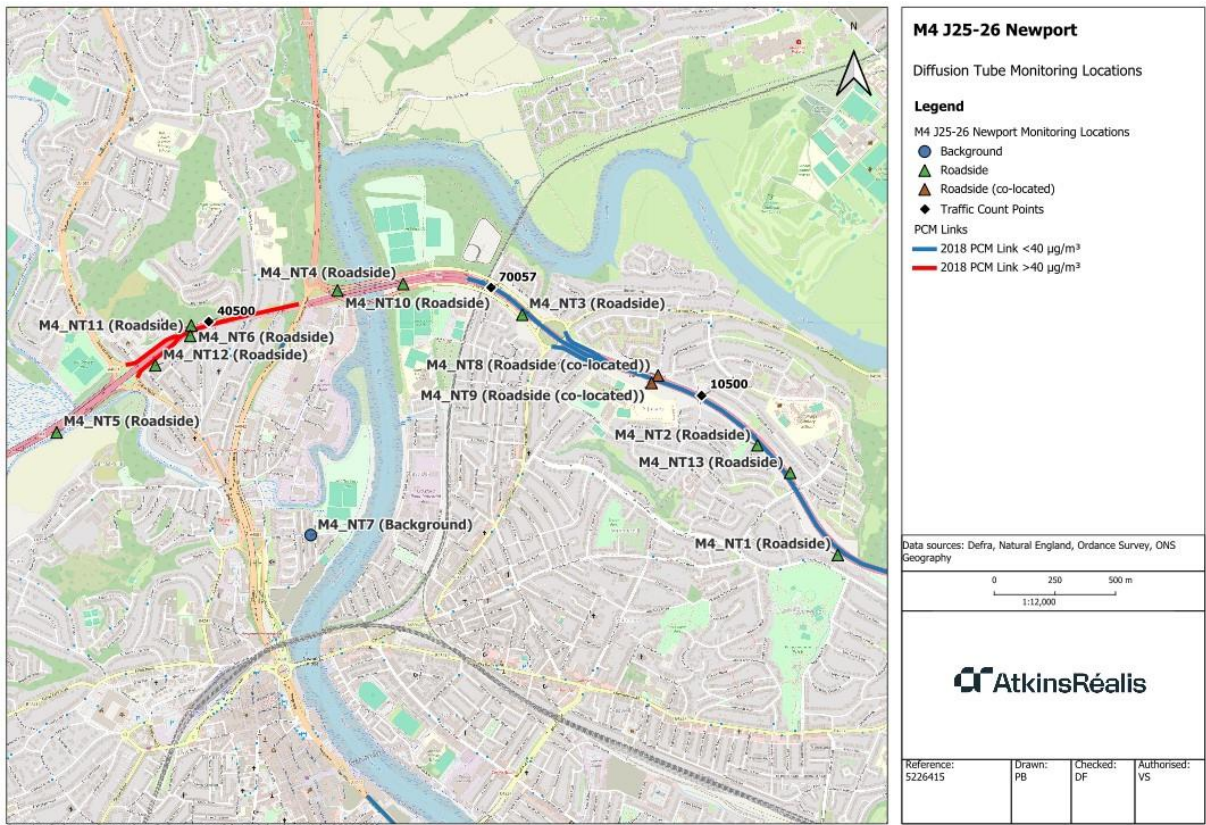 M4 J25-26 Newport
Diffusion Tube Monitoring Locations
Legend
M4 J25-26 Newport Monitoring Locations
Background
Roadside
Roadside (co-located)
Traffic Count Points
PCM Links
2018 PCM Link <40 µg/m³
2018 PCM Link >40 µg/m³
N
M4_NT4 (Roadside)
70057
M4_NT10 (Roadside)
M4_NT3 (Roadside)
40500
M4_NT11 (Roadside)
M4_NT6 (Roadside)
M4_NT12 (Roadside)
M4_NT8 (Roadside (co-located))
10500
M4_NT9 (Roadside (co-located))
M4_NT5 (Roadside)
M4_NT2 (Roadside)
M4_NT13 (Roadside)
M4_NT7 (Background)
M4_NT1 (Roadside)
Data sources: Defra, Natural England, Ordance Survey, ONS
Geography
0 250 500 m
1:12,000
AtkinsRéalis
Reference: Drawn: Checked: Authorised:
5226415 PB DF VS